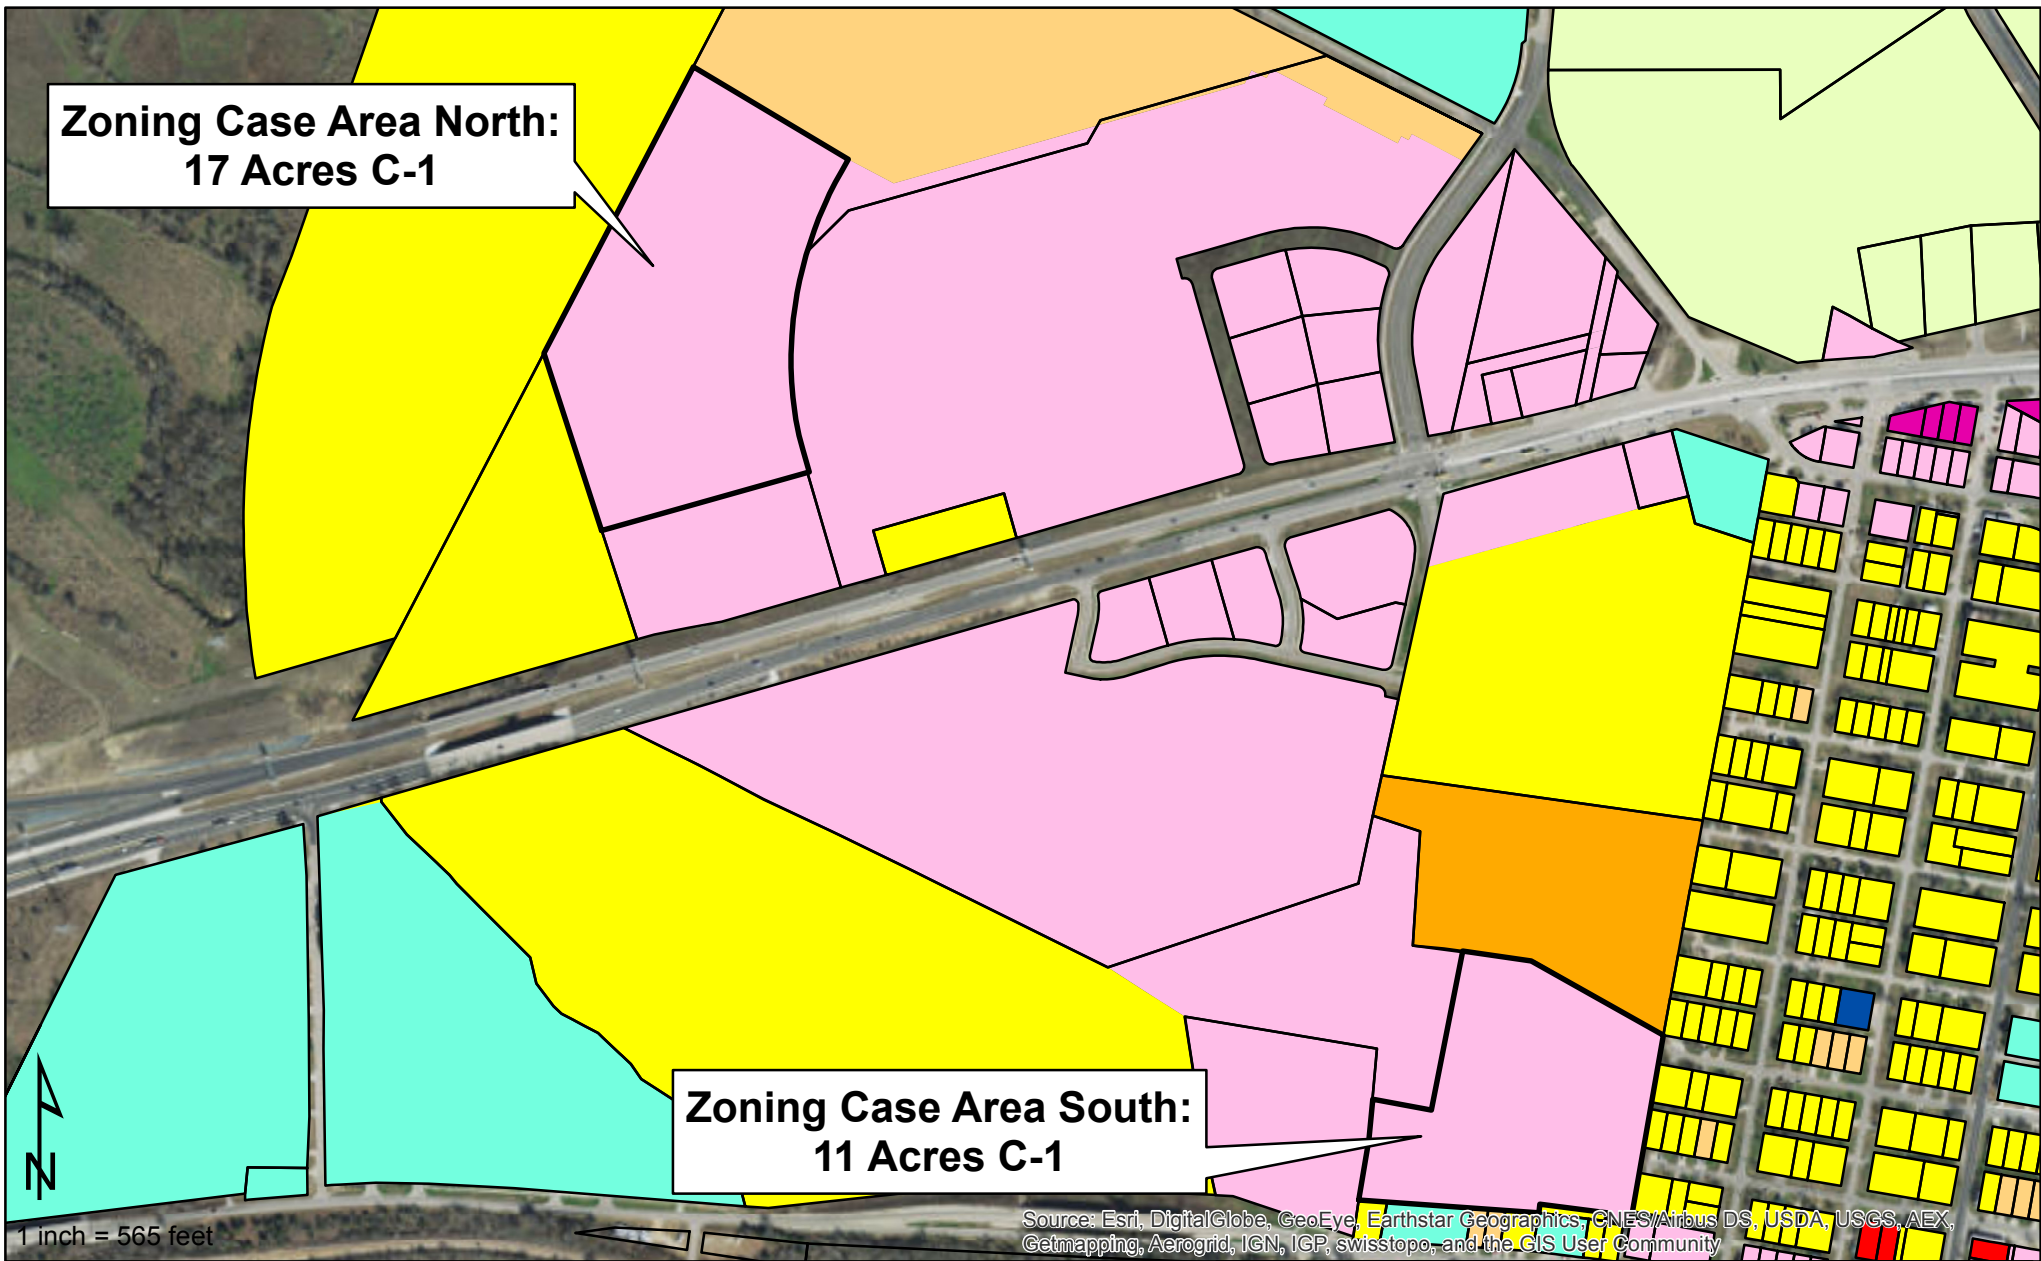 Zoning Case Area North:
17 Acres C-1
Zoning Case Area South:
11 Acres C-1
N
1 inch = 565 feet
Source: Esri, DigitalGlobe, GeoEye, Earthstar Geographics, CNES/Airbus DS, USDA, USGS, AEX,
Getmapping, Aerogrid, IGN, IGP, swisstopo, and the GIS User Community